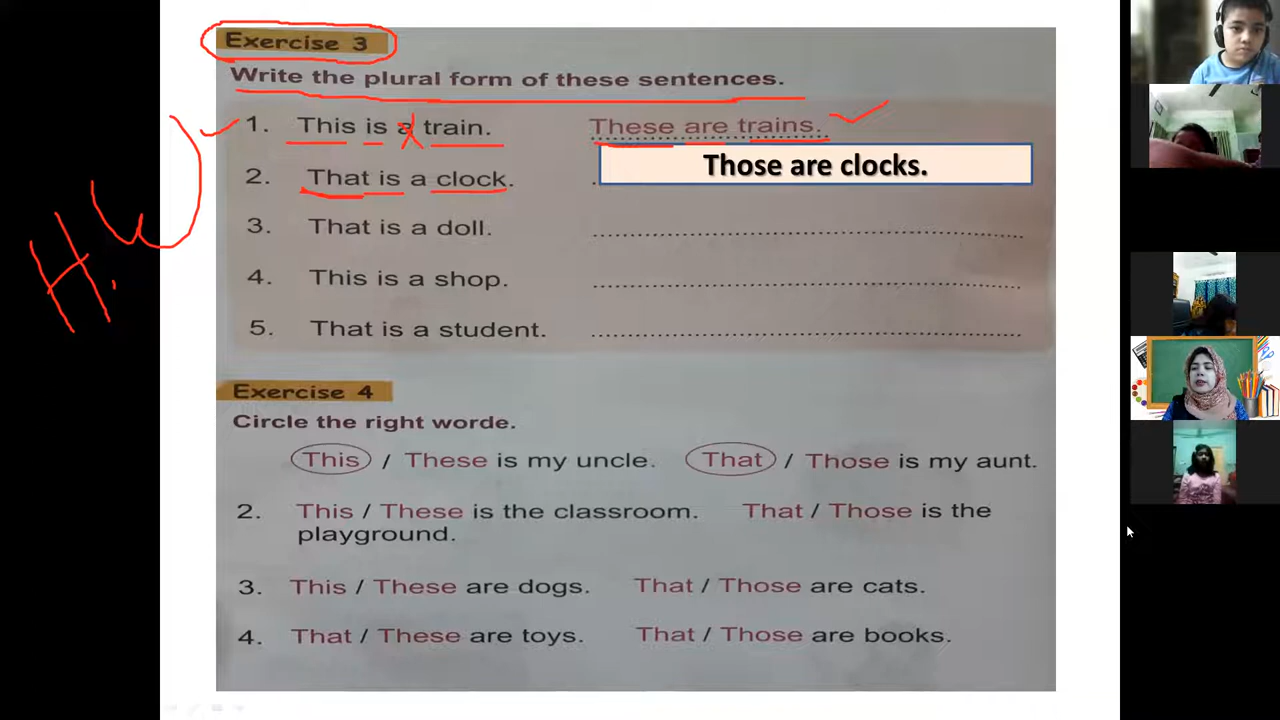 Exercise 3
Write the plural form of these sentences.
1. This is a train. These are trains.
Those are clocks.
2. That is a clock.
3. That is a doll.
4. This is a shop.
5. That is a student.
H.W
Exercise 4
Circle the right worde.
This / These is my uncle. That / Those is my aunt.
2. This / These is the classroom. That / Those is the
playground.
3. This / These are dogs. That / Those are cats.
4. That / These are toys. That / Those are books.